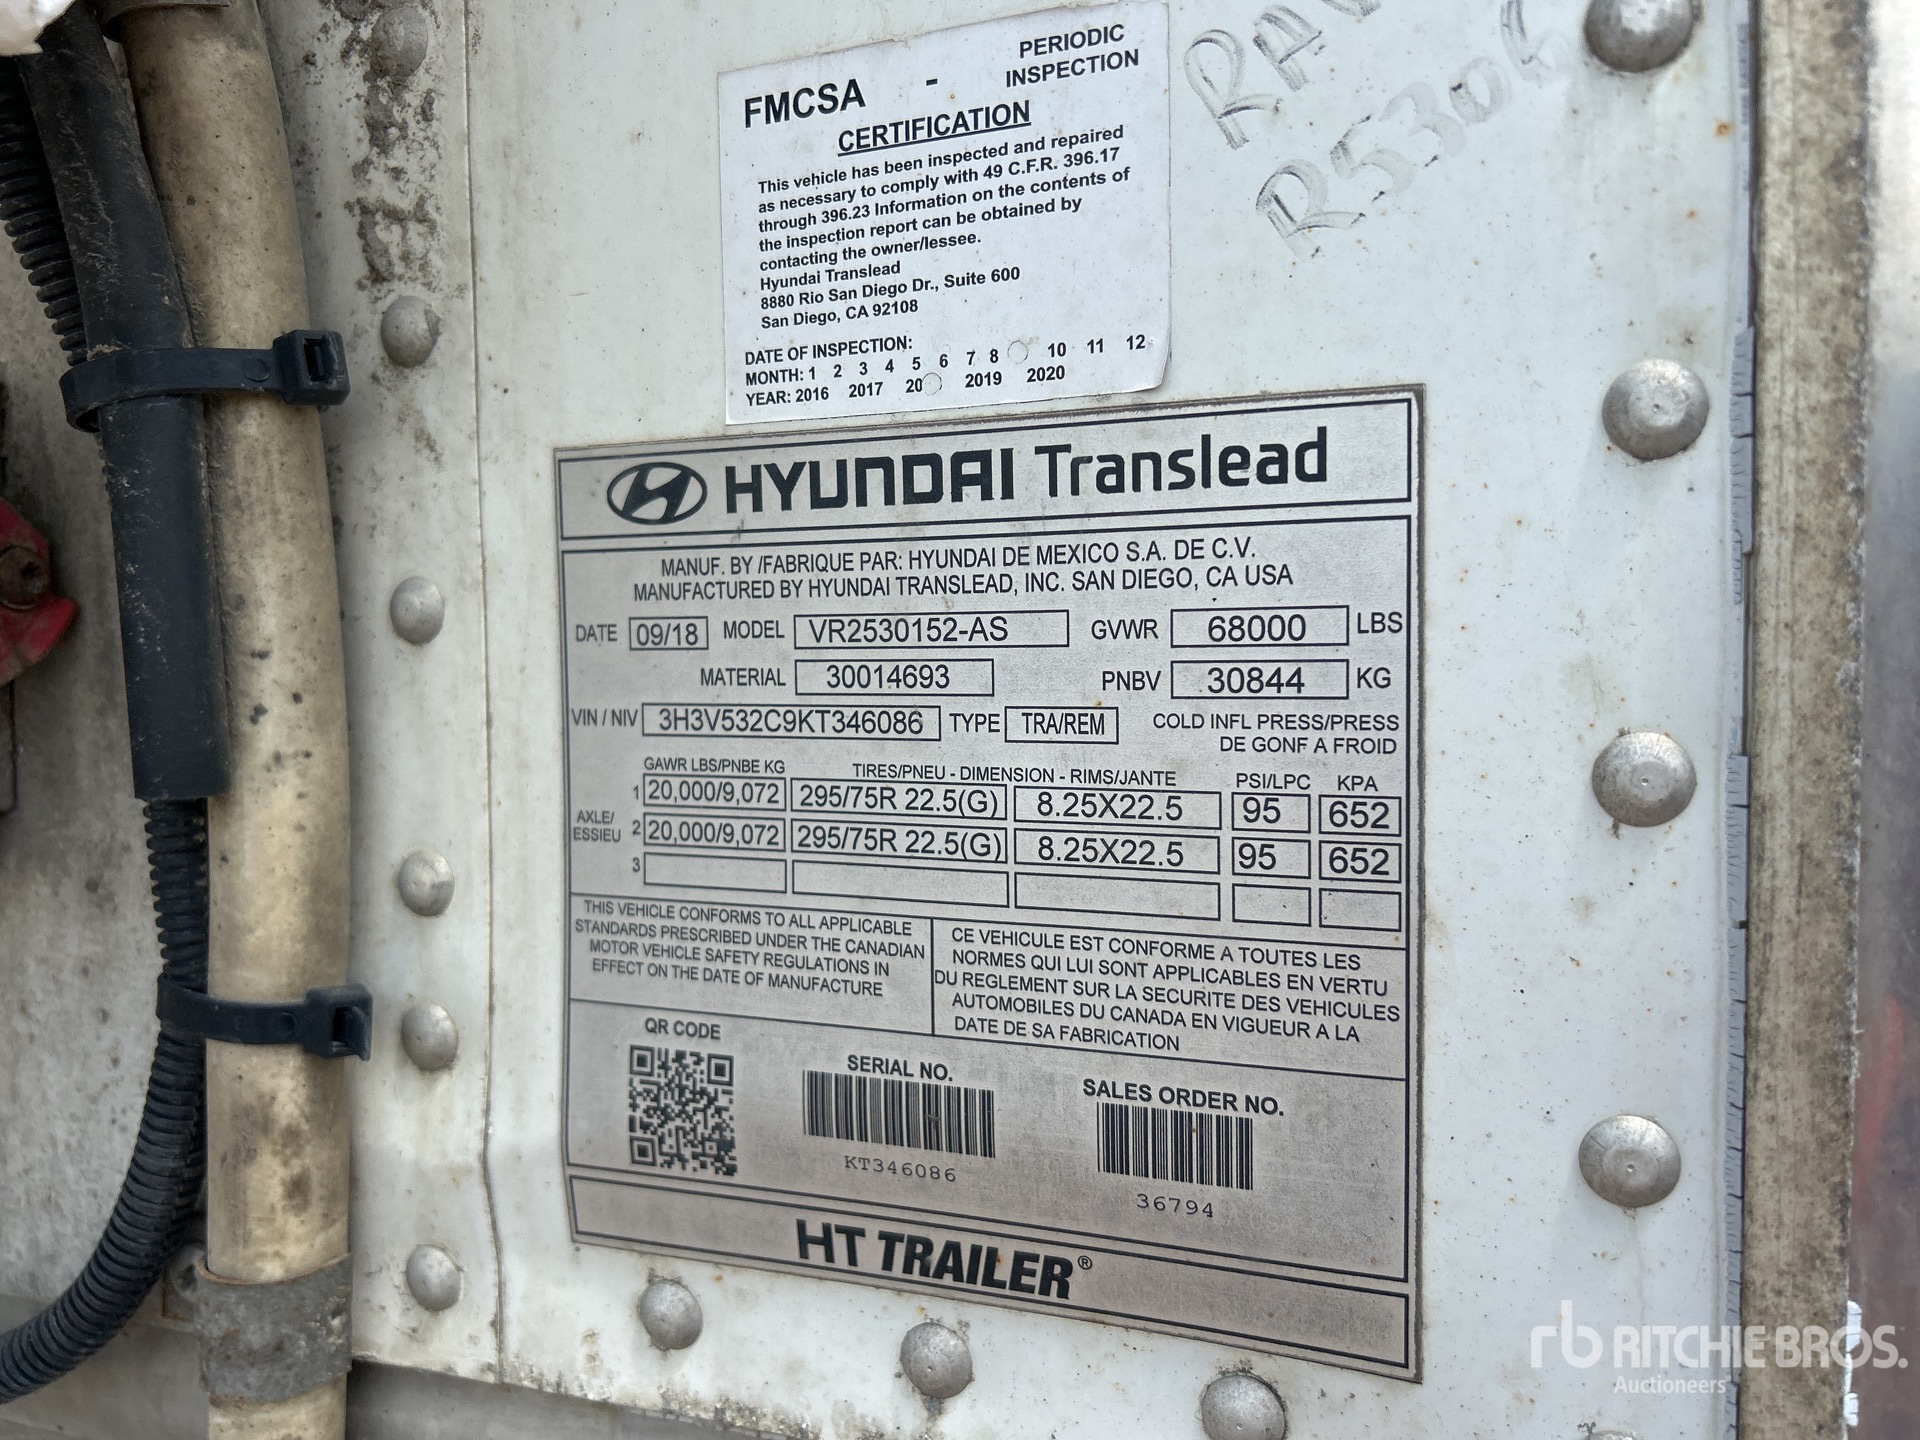 FMCSA - PERIODIC INSPECTION
CERTIFICATION
This vehicle has been inspected and repaired
as necessary to comply with 49 C.F.R. 396.17
through 396.23 Information on the contents of
the inspection report can be obtained by
contacting the owner/lessee.
Hyundai Translead
8880 Rio San Diego Dr., Suite 600
San Diego, CA 92108
DATE OF INSPECTION:
MONTH: 1 2 3 4 5 6 7 8 10 11 12
YEAR: 2016 2017 20 2019 2020
HYUNDAI Translead
MANUF. BY /FABRIQUE PAR: HYUNDAI DE MEXICO S.A. DE C.V.
MANUFACTURED BY HYUNDAI TRANSLEAD, INC. SAN DIEGO, CA USA
DATE 09/18 MODEL VR2530152-AS GVWR 68000 LBS
MATERIAL 30014693 PNBV 30844 KG
VIN / NIV 3H3V532C9KT346086 TYPE TRA/REM COLD INFL PRESS/PRESS
DE GONF A FROID
GAWR LBS/PNBE KG TIRES/PNEU - DIMENSION - RIMS/JANTE PSI/LPC KPA
AXLE/
ESSIEU
1 20,000/9,072 295/75R 22.5(G) 8.25X22.5 95 652
2 20,000/9,072 295/75R 22.5(G) 8.25X22.5 95 652
3
THIS VEHICLE CONFORMS TO ALL APPLICABLE
STANDARDS PRESCRIBED UNDER THE CANADIAN
MOTOR VEHICLE SAFETY REGULATIONS IN
EFFECT ON THE DATE OF MANUFACTURE
CE VEHICULE EST CONFORME A TOUTES LES
NORMES QUI LUI SONT APPLICABLES EN VERTU
DU REGLEMENT SUR LA SECURITE DES VEHICULES
AUTOMOBILES DU CANADA EN VIGUEUR A LA
DATE DE SA FABRICATION
QR CODE
SERIAL NO.
KT346086
SALES ORDER NO.
36794
HT TRAILER®
rb RITCHIE BROS.
Auctioneers